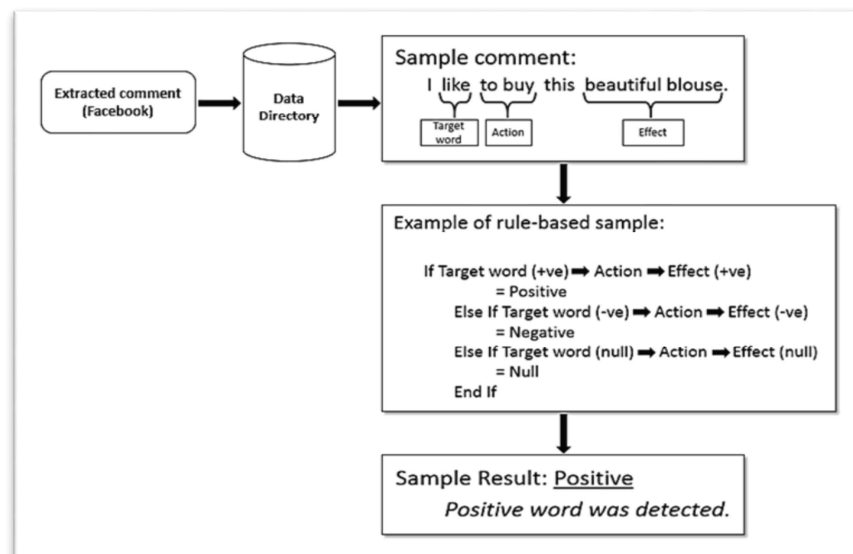 Extracted comment
(Facebook)
Data
Directory
Sample comment:
I like to buy this beautiful blouse.
Target
word
Action
Effect
Example of rule-based sample:
If Target word (+ve) ➡ Action ➡ Effect (+ve)
= Positive
Else If Target word (-ve) ➡ Action ➡ Effect (-ve)
= Negative
Else If Target word (null) ➡ Action ➡ Effect (null)
= Null
End If
Sample Result: Positive
Positive word was detected.